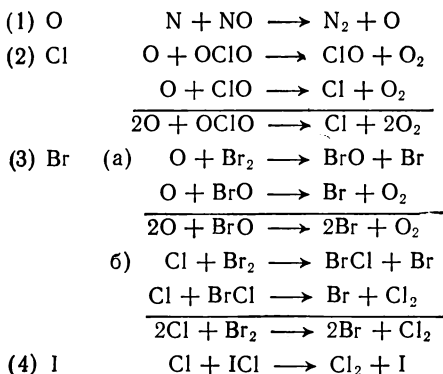 (1) O N + NO ⟶ N₂ + O
(2) Cl O + OClO ⟶ ClO + O₂
O + ClO ⟶ Cl + O₂
2O + OClO ⟶ Cl + 2O₂
(3) Br (а) O + Br₂ ⟶ BrO + Br
O + BrO ⟶ Br + O₂
2O + BrO ⟶ 2Br + O₂
б) Cl + Br₂ ⟶ BrCl + Br
Cl + BrCl ⟶ Br + Cl₂
2Cl + Br₂ ⟶ 2Br + Cl₂
(4) I Cl + ICl ⟶ Cl₂ + I